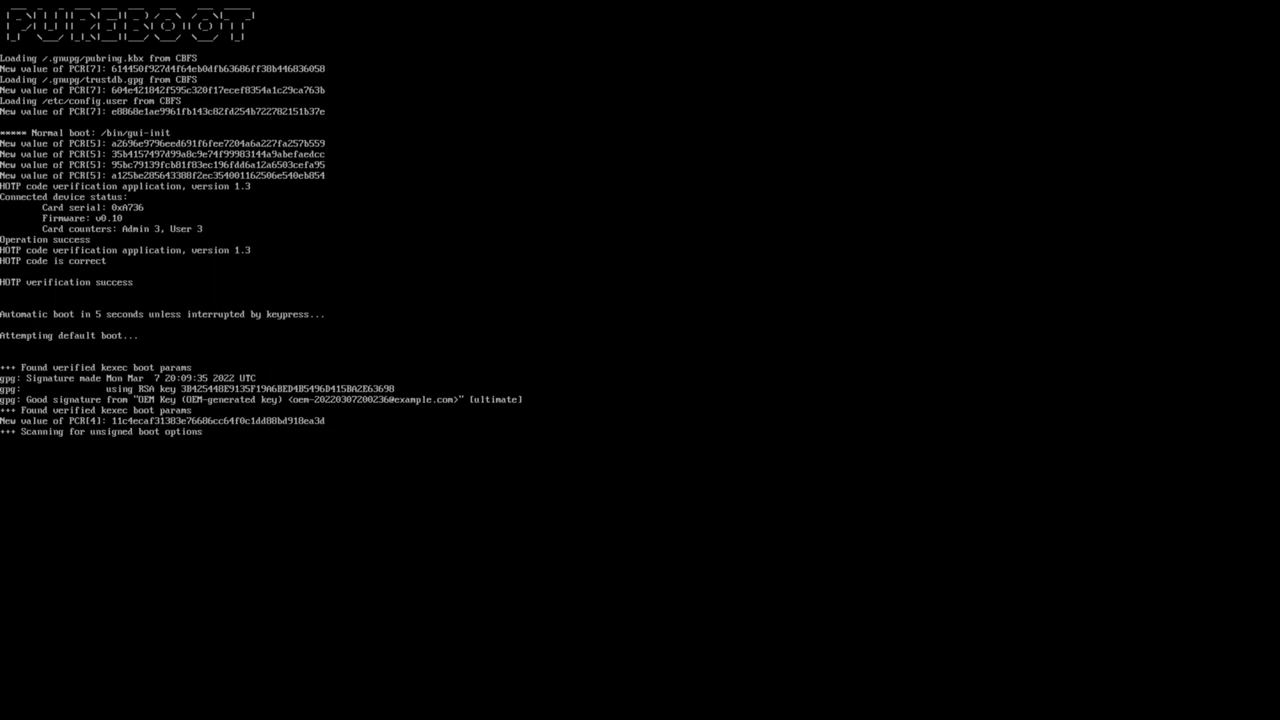 PUREBOOT
Loading /.gnupg/pubring.kbx from CBFS
New value of PCR[7]: 614450f927d4f64eb0dfb63686ff38b446836058
Loading /.gnupg/trustdb.gpg from CBFS
New value of PCR[7]: 604e421842f595c320f17ecef8354a1c29ca763b
Loading /etc/config.user from CBFS
New value of PCR[7]: e8868e1ae9961fb143c82fd254b722782151b37e
***** Normal boot: /bin/gui-init
New value of PCR[5]: a2696e9796eed691f6fee7204a6a227fa257b559
New value of PCR[5]: 35b4157497d99a8c9e74f99983144a9abefaedcc
New value of PCR[5]: 95bc79139fcb81f83ec196fdd6a12a6503cefa95
New value of PCR[5]: a125be285643388f2ec354001162506e540eb854
HOTP code verification application, version 1.3
Connected device status:
Card serial: 0xA736
Firmware: v0.10
Card counters: Admin 3, User 3
Operation success
HOTP code verification application, version 1.3
HOTP code is correct
HOTP verification success
Automatic boot in 5 seconds unless interrupted by keypress...
Attempting default boot...
+++ Found verified kexec boot params
gpg: Signature made Mon Mar  7 20:09:35 2022 UTC
gpg:                using RSA key 3B425448E9135F19A6BED4B5496D415BA2E63698
gpg: Good signature from "OEM Key (OEM-generated key) <oem-20220307200236@example.com>" [ultimate]
+++ Found verified kexec boot params
New value of PCR[4]: 11c4ecaf31383e76686cc64f0c1dd88bd918ea3d
+++ Scanning for unsigned boot options